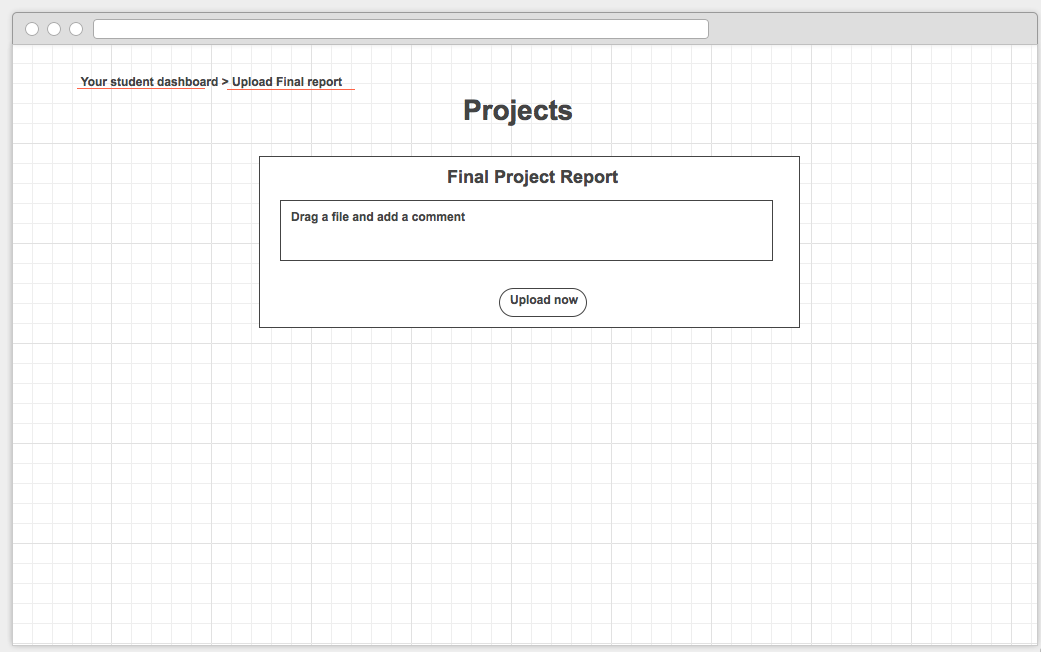 Your student dashboard > Upload Final report
Projects
Final Project Report
Drag a file and add a comment
Upload now